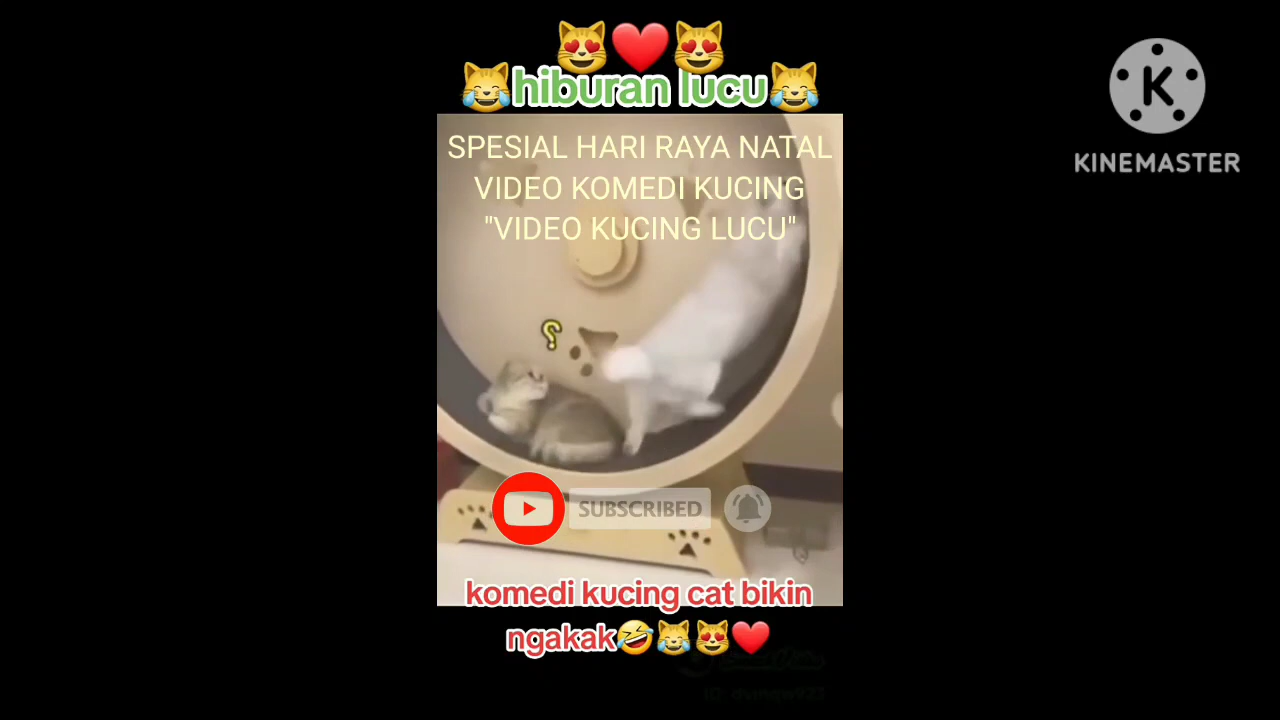 😻❤️😻
😹hiburan lucu😹
KINEMASTER
SPESIAL HARI RAYA NATAL
VIDEO KOMEDI KUCING
"VIDEO KUCING LUCU"
?
SUBSCRIBED
komedi kucing cat bikin
ngakak🤣😹😻❤️